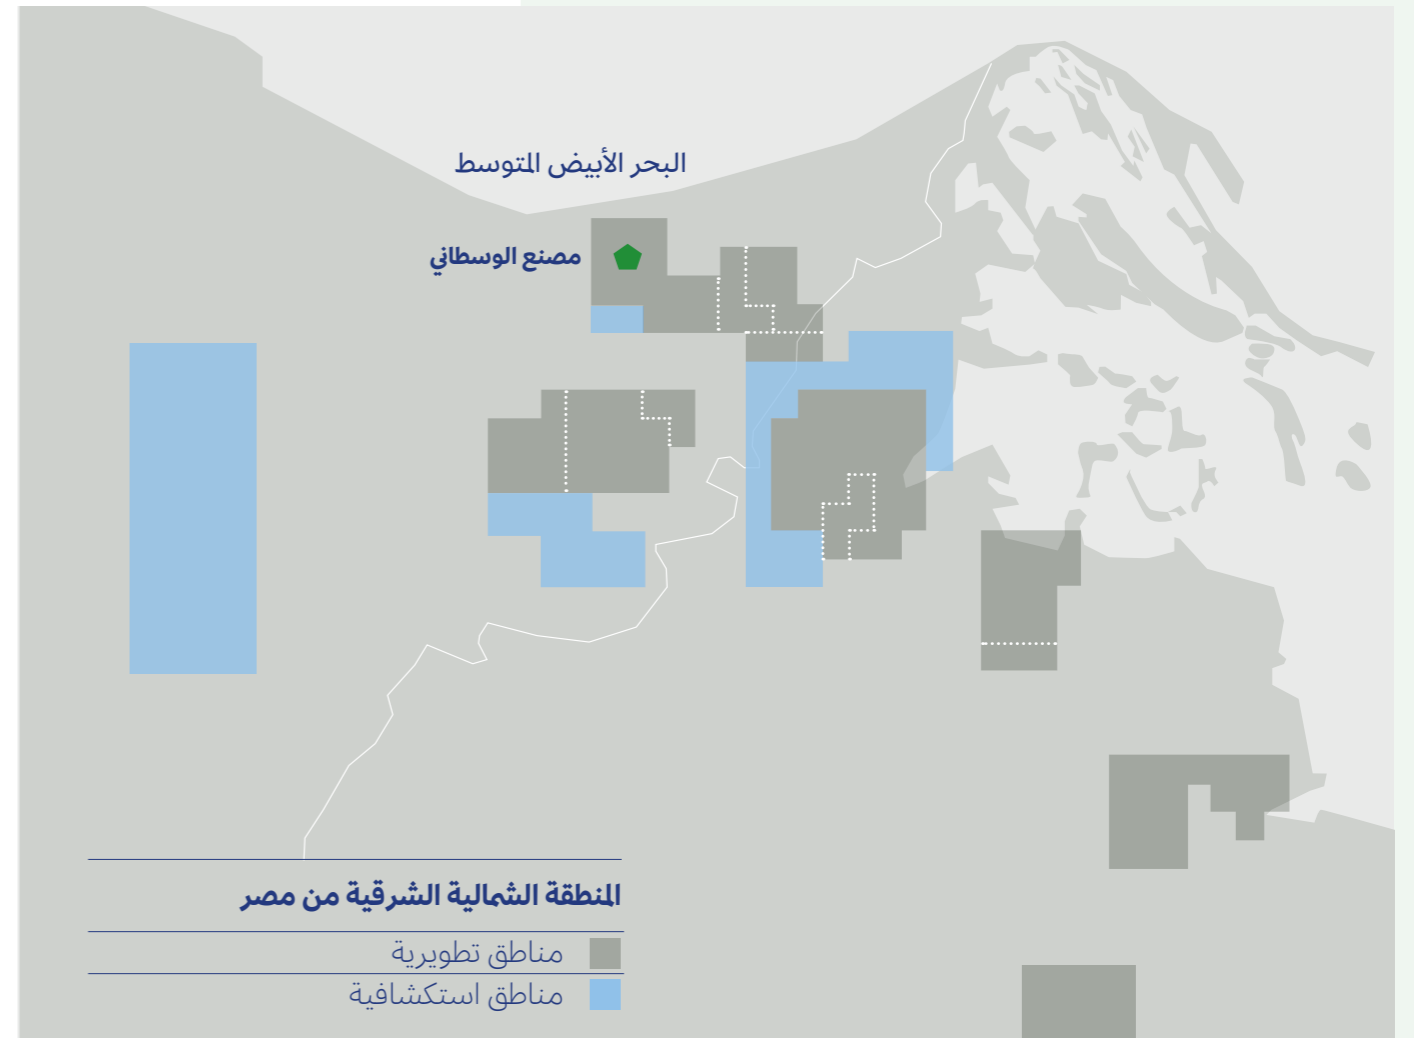 البحر الأبيض المتوسط
مصنع الوسطاني
المنطقة الشمالية الشرقية من مصر
مناطق تطويرية
مناطق استكشافية